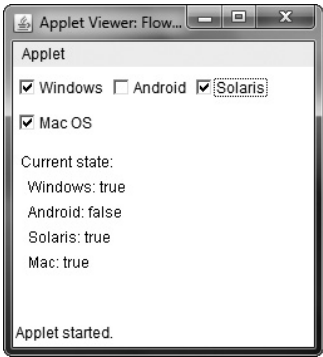 Applet Viewer: Flow...
Applet
Windows Android Solaris
Mac OS
Current state:
Windows: true
Android: false
Solaris: true
Mac: true
Applet started.